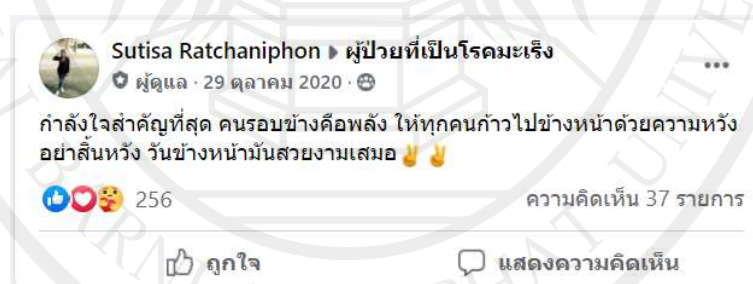 Sutisa Ratchaniphon ▸ ผู้ป่วยที่เป็นโรคมะเร็ง
ผู้ดูแล · 29 ตุลาคม 2020 ·
กำลังใจสำคัญที่สุด คนรอบข้างคือพลัง ให้ทุกคนก้าวไปข้างหน้าด้วยความหวัง
อย่าสิ้นหวัง วันข้างหน้ามันสวยงามเสมอ✌️✌️
256 ความคิดเห็น 37 รายการ
ถูกใจ แสดงความคิดเห็น